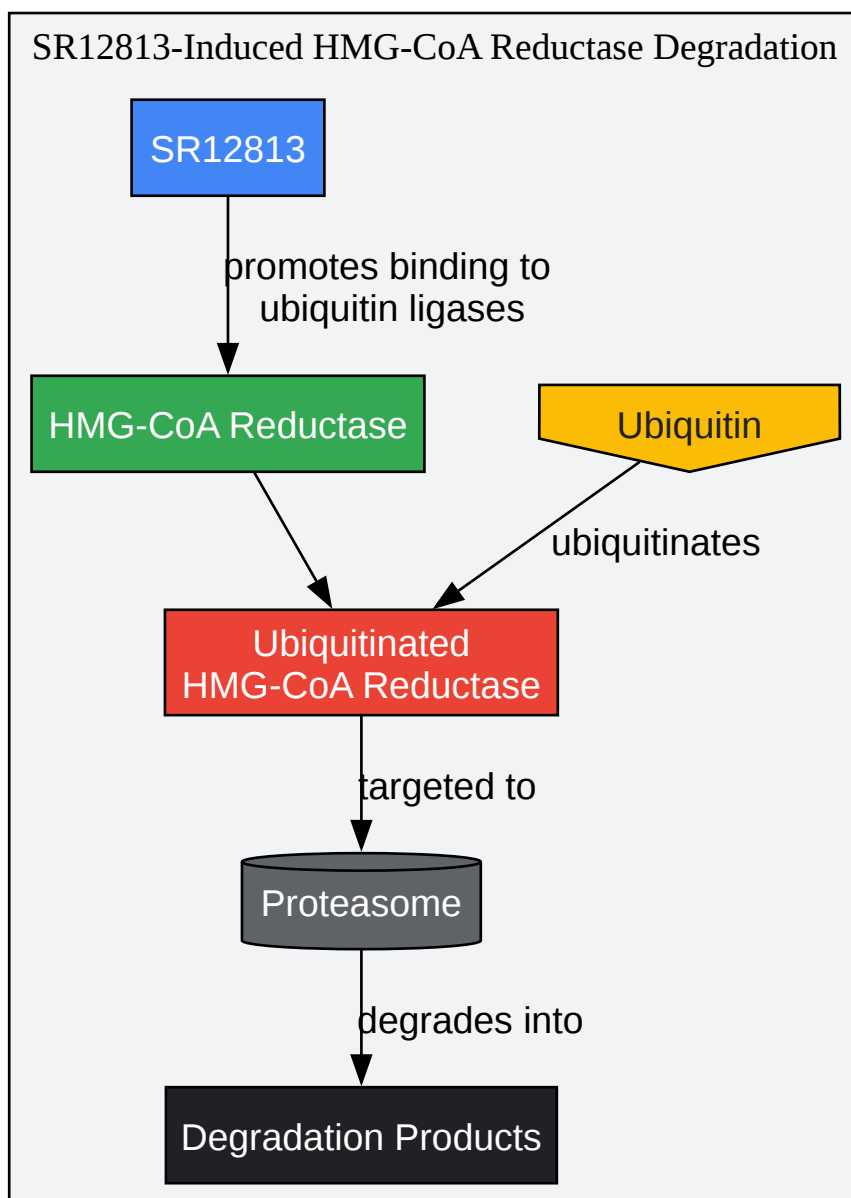 SR12813-Induced HMG-CoA Reductase Degradation
SR12813
promotes binding to
ubiquitin ligases
HMG-CoA Reductase
Ubiquitin
ubiquitinates
Ubiquitinated
HMG-CoA Reductase
targeted to
Proteasome
degrades into
Degradation Products